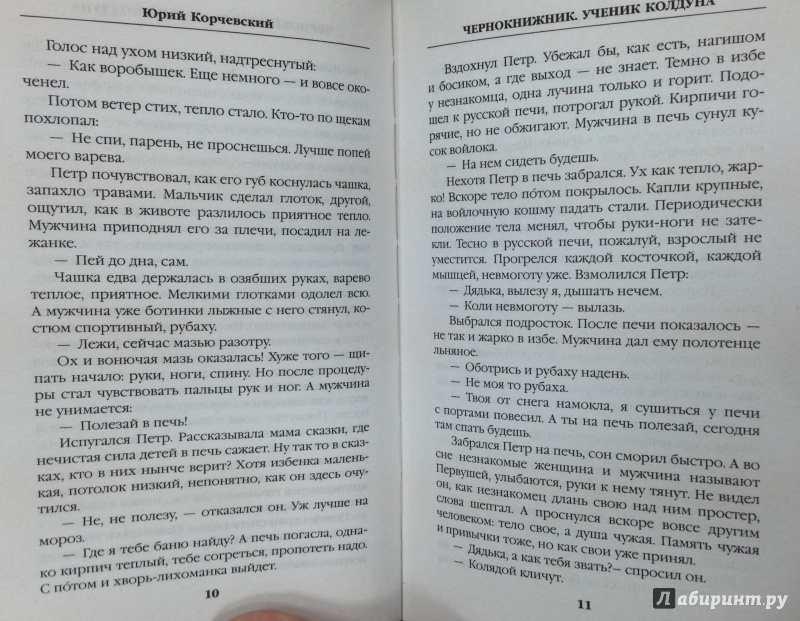 Юрий Корчевский
Голос над ухом низкий, надтреснутый:
— Как воробышек. Еще немного — и вовсе око-
ченел.
Потом ветер стих, тепло стало. Кто-то по щекам
похлопал:
— Не спи, парень, не проснешься. Лучше попей
моего варева.
Петр почувствовал, как его губ коснулась чашка,
запахло травами. Мальчик сделал глоток, другой,
ощутил, как в животе разлилось приятное тепло.
Мужчина приподнял его за плечи, посадил на ле-
жанке.
— Пей до дна, сам.
Чашка едва держалась в озябших руках, варево
теплое, приятное. Мелкими глотками одолел всю.
А мужчина уже ботинки лыжные с него стянул, ко-
стюм спортивный, рубаху.
— Лежи, сейчас мазью разотру.
Ох и вонючая мазь оказалась! Хуже того — щи-
пать начало: руки, ноги, спину. Но после процеду-
ры стал чувствовать пальцы рук и ног. А мужчина
не унимается:
— Полезай в печь!
Испугался Петр. Рассказывала мама сказки, где
нечистая сила детей в печь сажает. Ну так то в сказ-
ках, кто в них нынче верит? Хотя избенка малень-
кая, потолок низкий, непонятно, как он здесь очу-
тился.
— Не, не полезу, — отказался он. Уж лучше на
мороз.
— Где я тебе баню найду? А печь погасла, одна-
ко кирпич теплый, тебе согреться, пропотеть надо.
С пóтом и хворь-лихоманка выйдет.
10
ЧЕРНОКНИЖНИК. УЧЕНИК КОЛДУНА
Вздохнул Петр. Убежал бы, как есть, нагишом
и босиком, а где выход — не знает. Темно в избе
у незнакомца, одна лучина только и горит. Подо-
шел к русской печи, потрогал рукой. Кирпичи го-
рячие, но не обжигают. Мужчина в печь сунул ку-
сок войлока.
— На нем сидеть будешь.
Нехотя Петр в печь забрался. Ух как тепло, жар-
ко! Вскоре тело пóтом покрылось. Капли крупные,
на войлочную кошму падать стали. Периодически
положение тела менял, чтобы руки-ноги не зате-
кли. Тесно в русской печи, пожалуй, взрослый не
уместится. Прогрелся каждой косточкой, каждой
мышцей, невмоготу уже. Взмолился Петр:
— Дядька, вылезу я, дышать нечем.
— Коли невмоготу — вылазь.
Выбрался подросток. После печи показалось —
не так и жарко в избе. Мужчина дал ему полотенце
льняное.
— Оботрись и рубаху надень.
— Не моя то рубаха.
— Твоя от снега намокла, я сушиться у печи
с портами повесил. А ты на печь полезай, сегодня
там спать будешь.
Забрался Петр на печь, сон сморил быстро. А во
сне незнакомые женщина и мужчина называют
Первушей, улыбаются, руки к нему тянут. Не видел
он, как незнакомец длань свою над ним простер,
слова шептал. А проснулся вскоре вовсе другим
человеком: тело свое, а душа чужая. Память чужая
и привычки тоже, но как свои уже принял.
— Дядька, а как тебя звать?– спросил он.
— Колядой кличут.
11
Лабиринт.ру